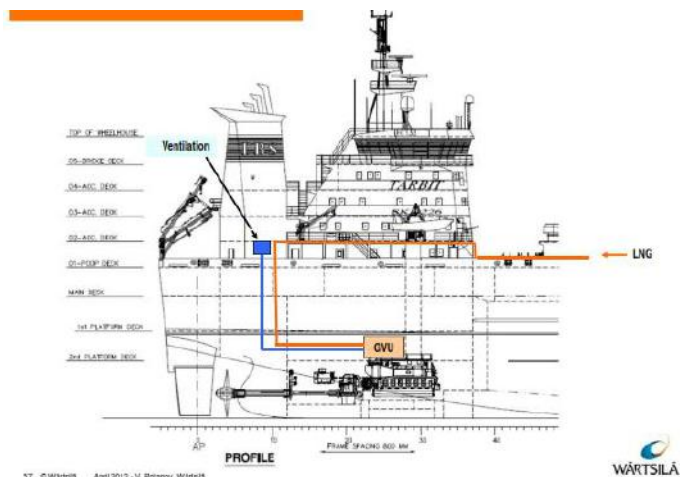 TOP OF WHEELHOUSE
Ventilation
05-BRIDGE DECK
04-ACC. DECK
TARBIT
03-ACC. DECK
02-ACC. DECK
LNG
01-POOP DECK
MAIN DECK
1st PLATFORM DECK
GVU
2nd PLATFORM DECK
AP
10
20
30
40
FRAME SPACING 800 MM
PROFILE
WÄRTSILÄ